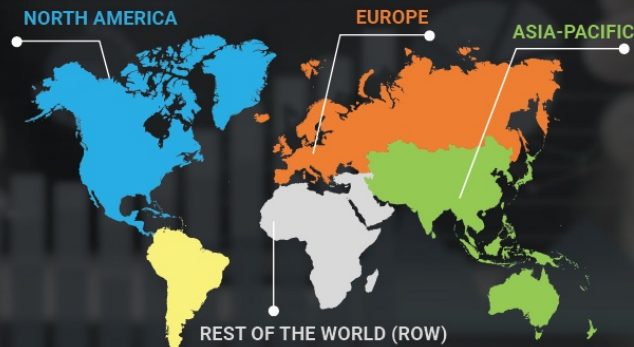 NORTH AMERICA
EUROPE
ASIA-PACIFIC
REST OF THE WORLD (ROW)